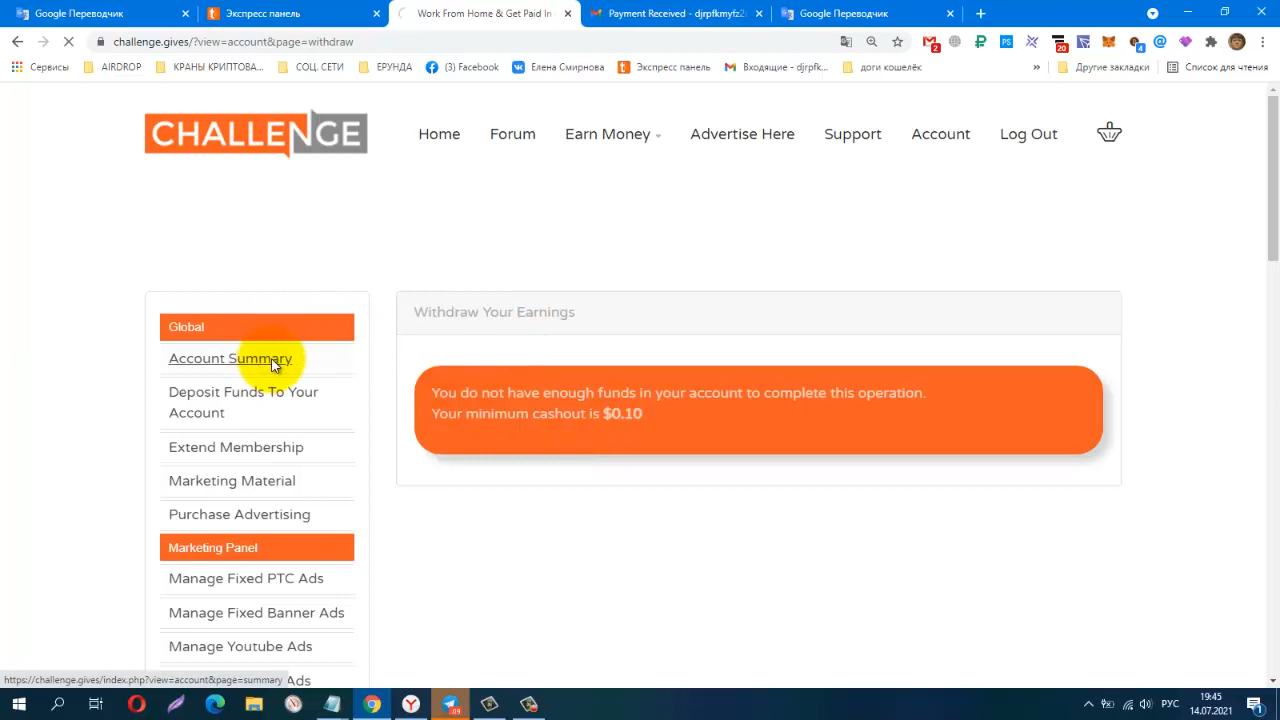 Google Переводчик
Экспресс панель
Work From Home & Get Paid In
Payment Received - djrpfkmyfz2
Google Переводчик
challenge.gives/?view=account&page=withdraw
Сервисы
AIRDROP
КРАНЫ КРИПТОВА...
СОЦ. СЕТИ
ЕРУНДА
(3) Facebook
Елена Смирнова
Экспресс панель
Входящие - djrpfk...
доги кошелёк
»
Другие закладки
Список для чтения
CHALLENGE
Home
Forum
Earn Money
Advertise Here
Support
Account
Log Out
Global
Account Summary
Deposit Funds To Your
Account
Extend Membership
Marketing Material
Purchase Advertising
Marketing Panel
Manage Fixed PTC Ads
Manage Fixed Banner Ads
Manage Youtube Ads
Ads
Withdraw Your Earnings
You do not have enough funds in your account to complete this operation.
Your minimum cashout is $0.10
https://challenge.gives/index.php?view=account&page=summary
РУС
19:45
14.07.2021